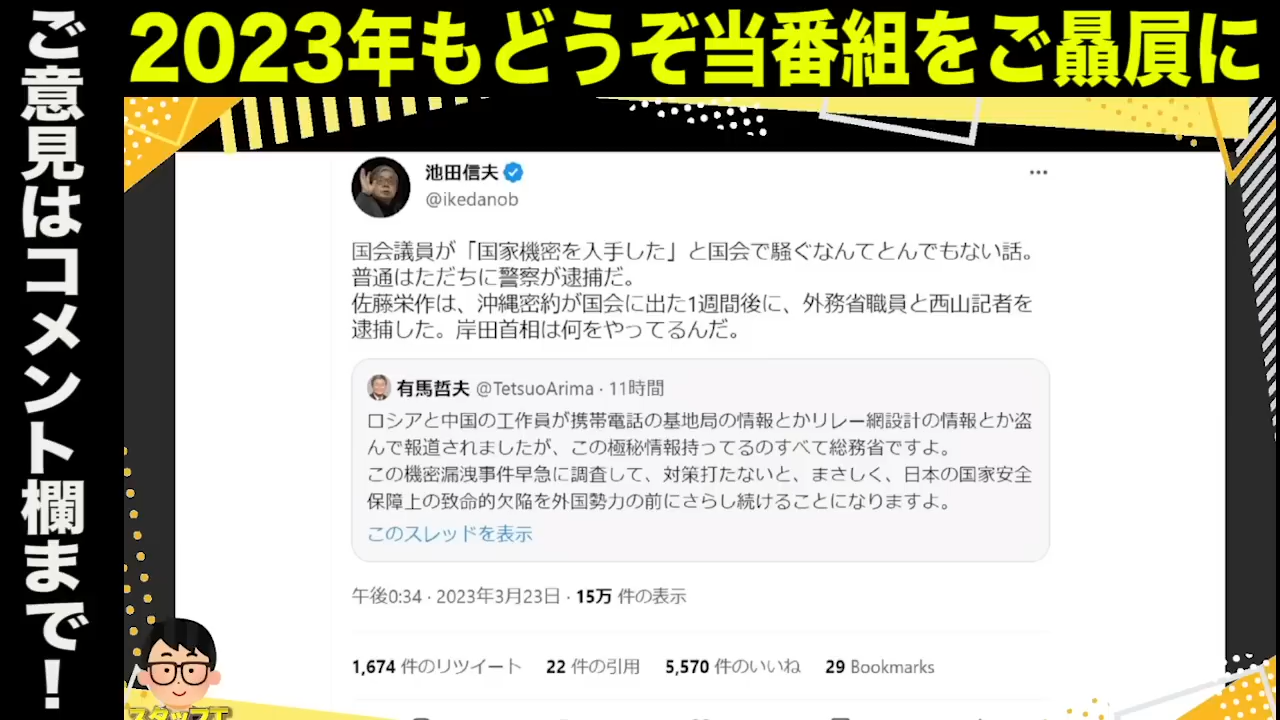 2023年もどうぞ当番組をご贔屓に
ご意見はコメント欄まで!
池田信夫
@ikedanob
国会議員が「国家機密を入手した」と国会で騒ぐなんてとんでもない話。
普通はただちに警察が逮捕だ。
佐藤栄作は、沖縄密約が国会に出た1週間後に、外務省職員と西山記者を
逮捕した。岸田首相は何をやってるんだ。
有馬哲夫 @TetsuoArima · 11時間
ロシアと中国の工作員が携帯電話の基地局の情報とかリレー網設計の情報とか盗
んで報道されましたが、この極秘情報持ってるのすべて総務省ですよ。
この機密漏洩事件早急に調査して、対策打たないと、まさしく、日本の国家安全
保障上の致命的欠陥を外国勢力の前にさらし続けることになりますよ。
このスレッドを表示
午後0:34 · 2023年3月23日 · 15万 件の表示
1,674 件のリツイート 22 件の引用 5,570 件のいいね 29 Bookmarks
スタッフT